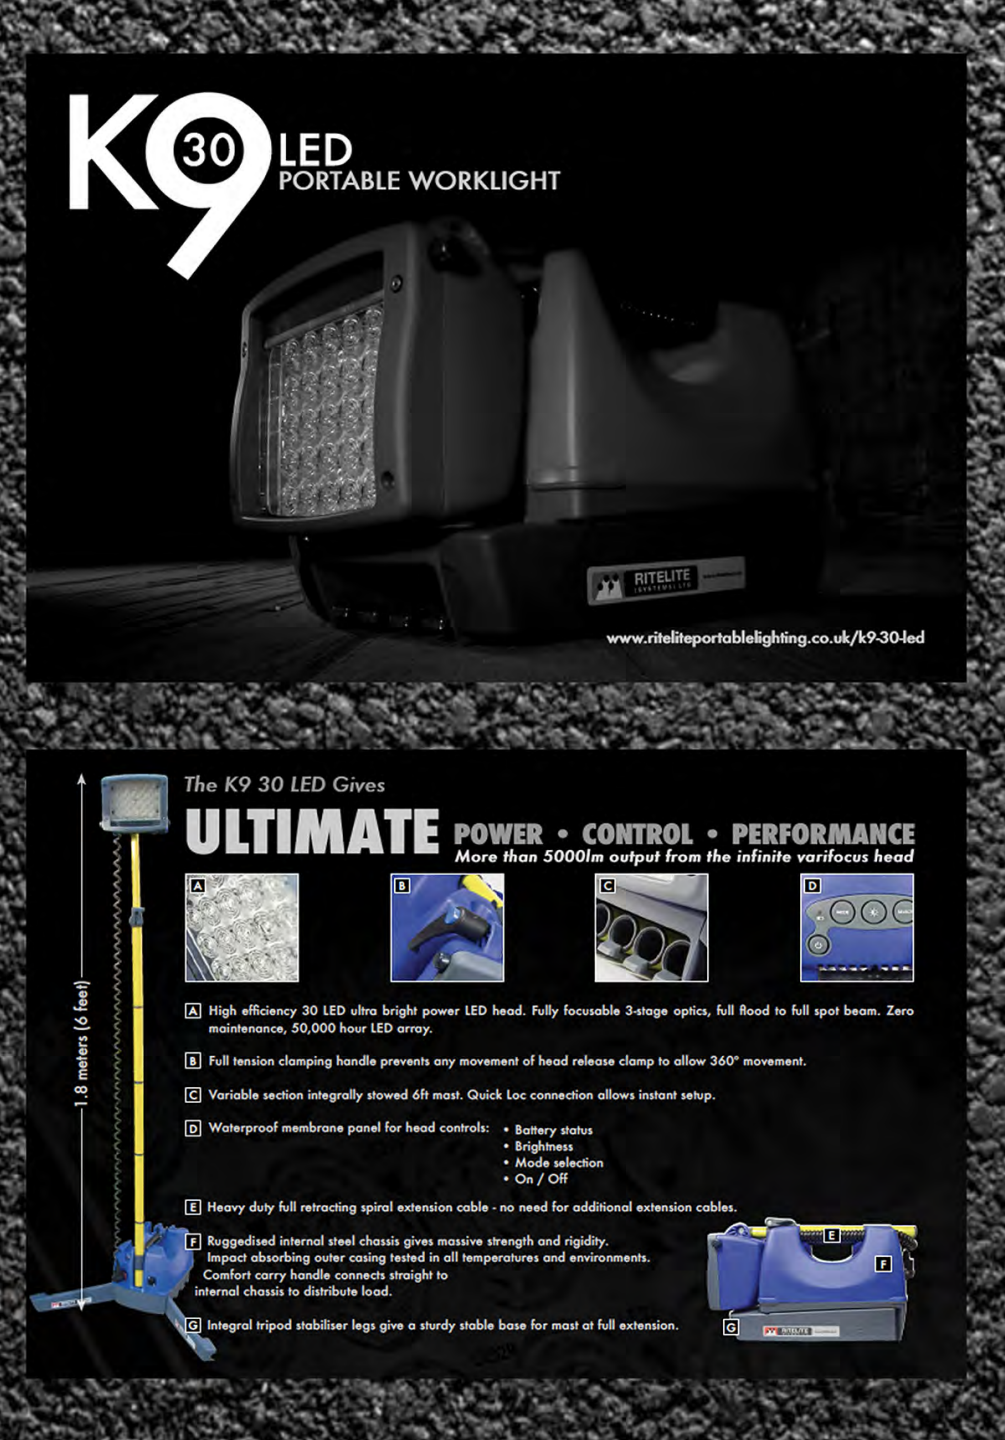 K9
30
LED
PORTABLE WORKLIGHT
RITELITE
(SYSTEMS) LTD
www.riteliteportablelighting.co.uk/k9-30-led
The K9 30 LED Gives
ULTIMATE POWER • CONTROL • PERFORMANCE
More than 5000lm output from the infinite varifocus head
A
B
C
D
MODE
1.8 meters (6 feet)
A High efficiency 30 LED ultra bright power LED head. Fully focusable 3-stage optics, full flood to full spot beam. Zero
maintenance, 50,000 hour LED array.
B Full tension clamping handle prevents any movement of head release clamp to allow 360° movement.
C Variable section integrally stowed 6ft mast. Quick Loc connection allows instant setup.
D Waterproof membrane panel for head controls:
• Battery status
• Brightness
• Mode selection
• On / Off
E Heavy duty full retracting spiral extension cable - no need for additional extension cables.
F Ruggedised internal steel chassis gives massive strength and rigidity.
Impact absorbing outer casing tested in all temperatures and environments.
Comfort carry handle connects straight to
internal chassis to distribute load.
G Integral tripod stabiliser legs give a sturdy stable base for mast at full extension.
E
F
G
RITELITE